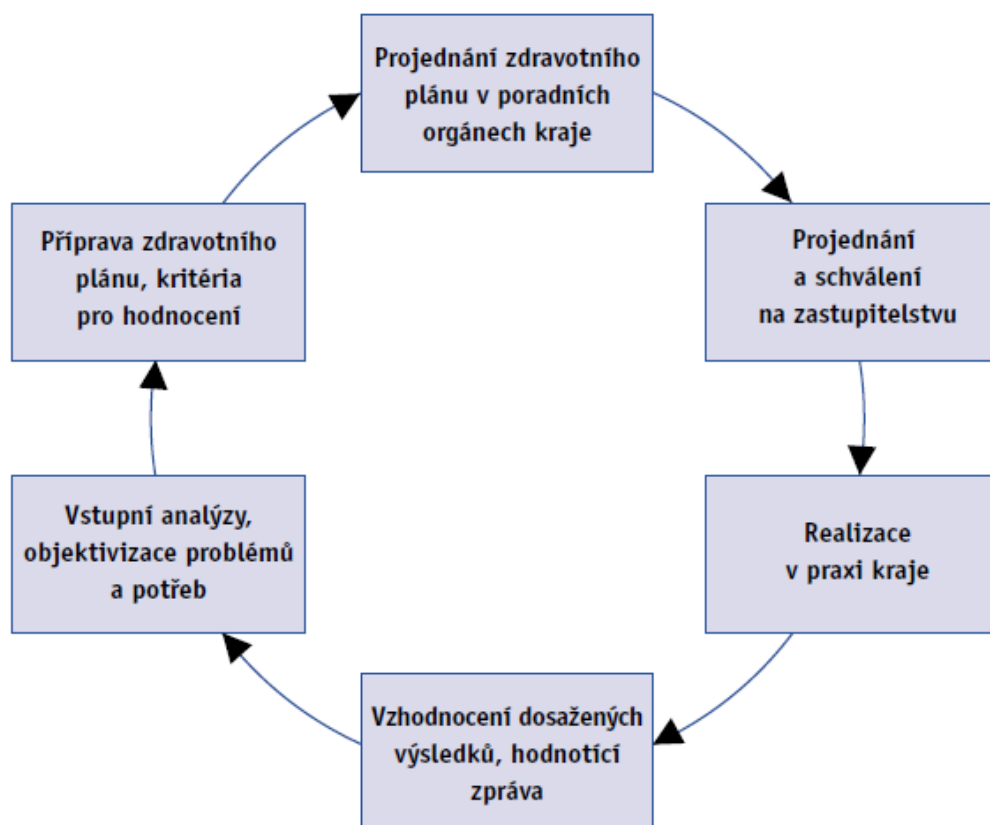 Projednání zdravotního
plánu v poradních
orgánech kraje
Příprava zdravotního
plánu, kritéria
pro hodnocení
Projednání
a schválení
na zastupitelstvu
Vstupní analýzy,
objektivizace problémů
a potřeb
Realizace
v praxi kraje
Vzhodnocení dosažených
výsledků, hodnotící
zpráva